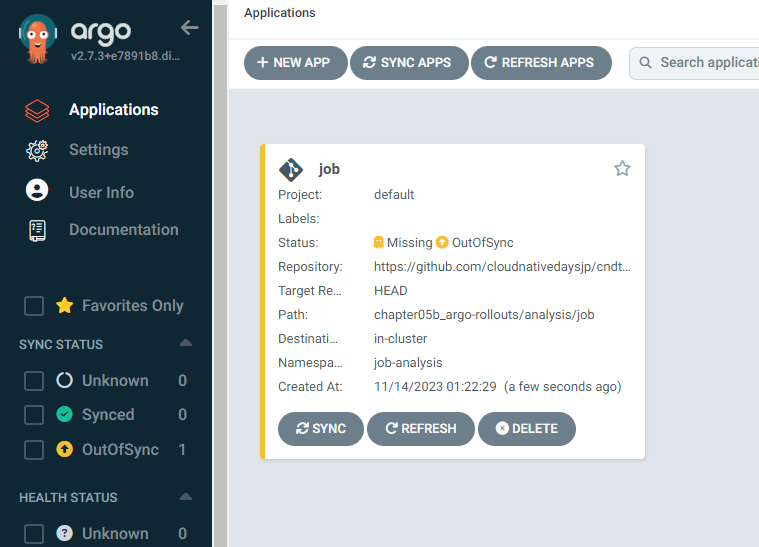 argo
v2.7.3+e7891b8.di...
Applications
Settings
User Info
Documentation
Favorites Only
SYNC STATUS
Unknown 0
Synced 0
OutOfSync 1
HEALTH STATUS
Unknown 0
Applications
+ NEW APP SYNC APPS REFRESH APPS Search applicati
job
Project: default
Labels:
Status: Missing OutOfSync
Repository: https://github.com/cloudnativedaysjp/cndt...
Target Re... HEAD
Path: chapter05b_argo-rollouts/analysis/job
Destinati... in-cluster
Namespa... job-analysis
Created At: 11/14/2023 01:22:29 (a few seconds ago)
SYNC REFRESH DELETE